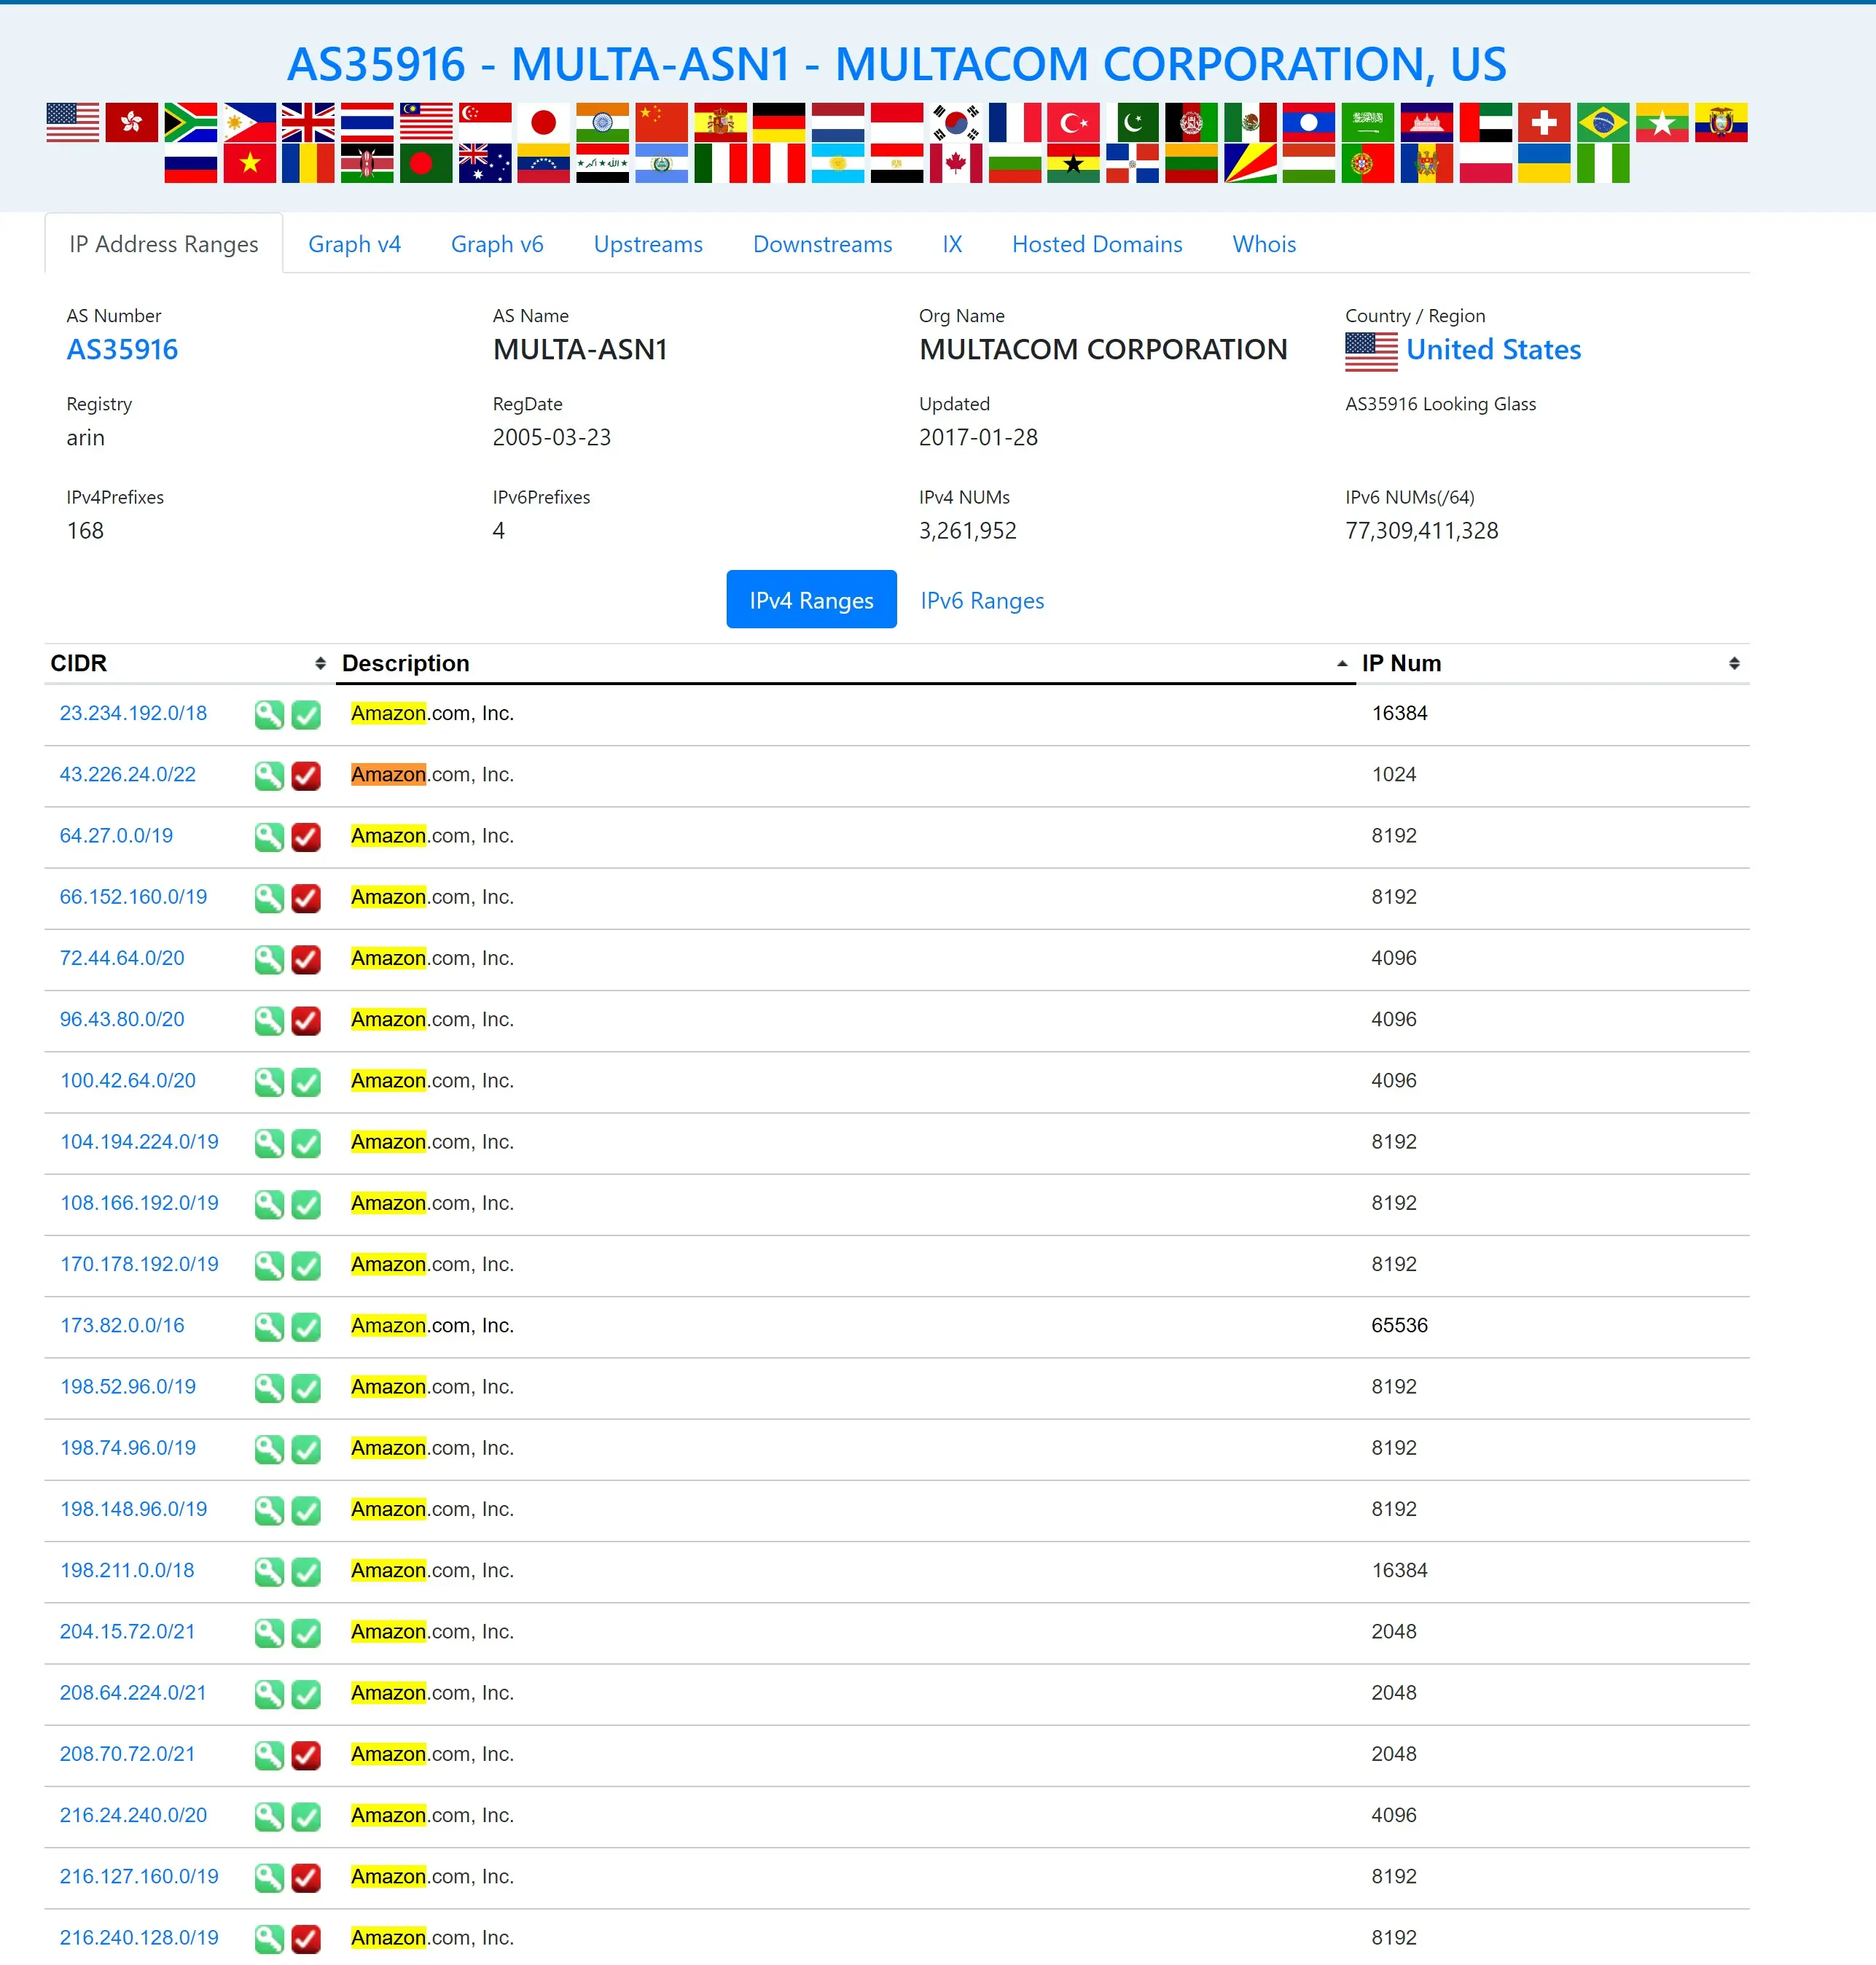 AS35916 - MULTA-ASN1 - MULTACOM CORPORATION, US
IP Address Ranges Graph v4 Graph v6 Upstreams Downstreams IX Hosted Domains Whois
AS Number AS Name Org Name Country / Region
AS35916 MULTA-ASN1 MULTACOM CORPORATION United States
Registry RegDate Updated AS35916 Looking Glass
arin 2005-03-23 2017-01-28
IPv4Prefixes IPv6Prefixes IPv4 NUMs IPv6 NUMs(/64)
168 4 3,261,952 77,309,411,328
IPv4 Ranges IPv6 Ranges
CIDR Description IP Num
23.234.192.0/18 Amazon.com, Inc. 16384
43.226.24.0/22 Amazon.com, Inc. 1024
64.27.0.0/19 Amazon.com, Inc. 8192
66.152.160.0/19 Amazon.com, Inc. 8192
72.44.64.0/20 Amazon.com, Inc. 4096
96.43.80.0/20 Amazon.com, Inc. 4096
100.42.64.0/20 Amazon.com, Inc. 4096
104.194.224.0/19 Amazon.com, Inc. 8192
108.166.192.0/19 Amazon.com, Inc. 8192
170.178.192.0/19 Amazon.com, Inc. 8192
173.82.0.0/16 Amazon.com, Inc. 65536
198.52.96.0/19 Amazon.com, Inc. 8192
198.74.96.0/19 Amazon.com, Inc. 8192
198.148.96.0/19 Amazon.com, Inc. 8192
198.211.0.0/18 Amazon.com, Inc. 16384
204.15.72.0/21 Amazon.com, Inc. 2048
208.64.224.0/21 Amazon.com, Inc. 2048
208.70.72.0/21 Amazon.com, Inc. 2048
216.24.240.0/20 Amazon.com, Inc. 4096
216.127.160.0/19 Amazon.com, Inc. 8192
216.240.128.0/19 Amazon.com, Inc. 8192